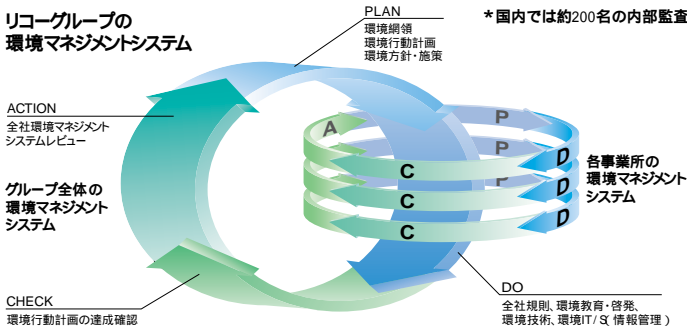 リコーグループの
環境マネジメントシステム
PLAN
環境綱領
環境行動計画
環境方針・施策
*国内では約200名の内部監査
ACTION
全社環境マネジメント
システムレビュー
グループ全体の
環境マネジメント
システム
A
P
P
P
D
D
D
C
C
C
各事業所の
環境マネジメント
システム
CHECK
環境行動計画の達成確認
DO
全社規則、環境教育・啓発、
環境技術、環境IT/S(情報管理)